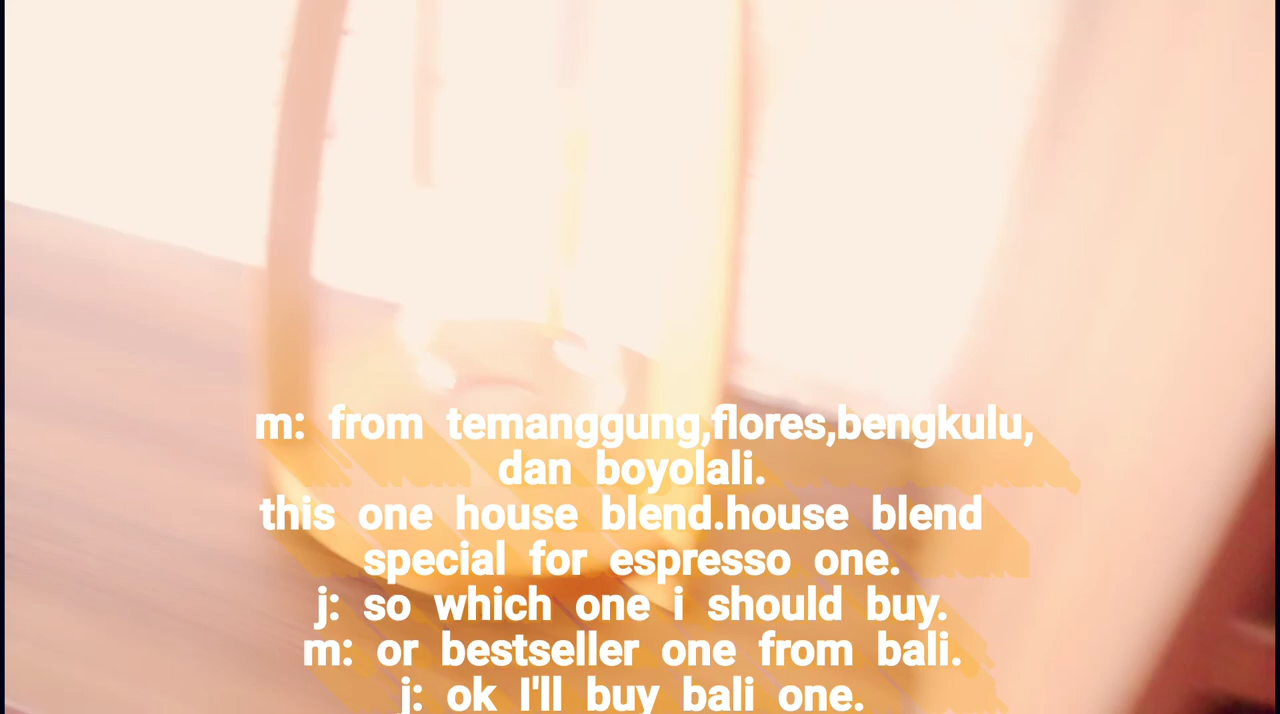 m: from temanggung,flores,bengkulu,
dan boyolali.
this one house blend.house blend
special for espresso one.
j: so which one i should buy.
m: or bestseller one from bali.
j: ok I'll buy bali one.